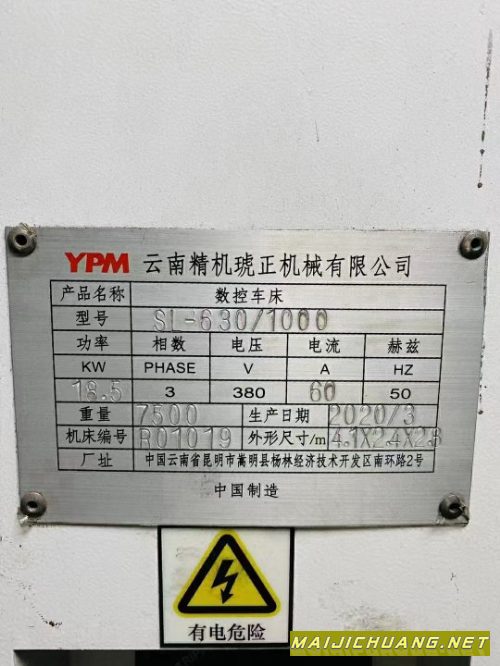 YPM 云南精机琥正机械有限公司
产品名称 数控车床
型号 SL-630/1000
功率 相数 电压 电流 赫兹
KW PHASE V A HZ
18.5 3 380 60 50
重量 7500 生产日期 2020/3
机床编号 R01019 外形尺寸/m 4.1X2.4X2.3
厂址 中国云南省昆明市嵩明县杨林经济技术开发区南环路2号
中国制造
有电危险
MAIJICHUANG.NET